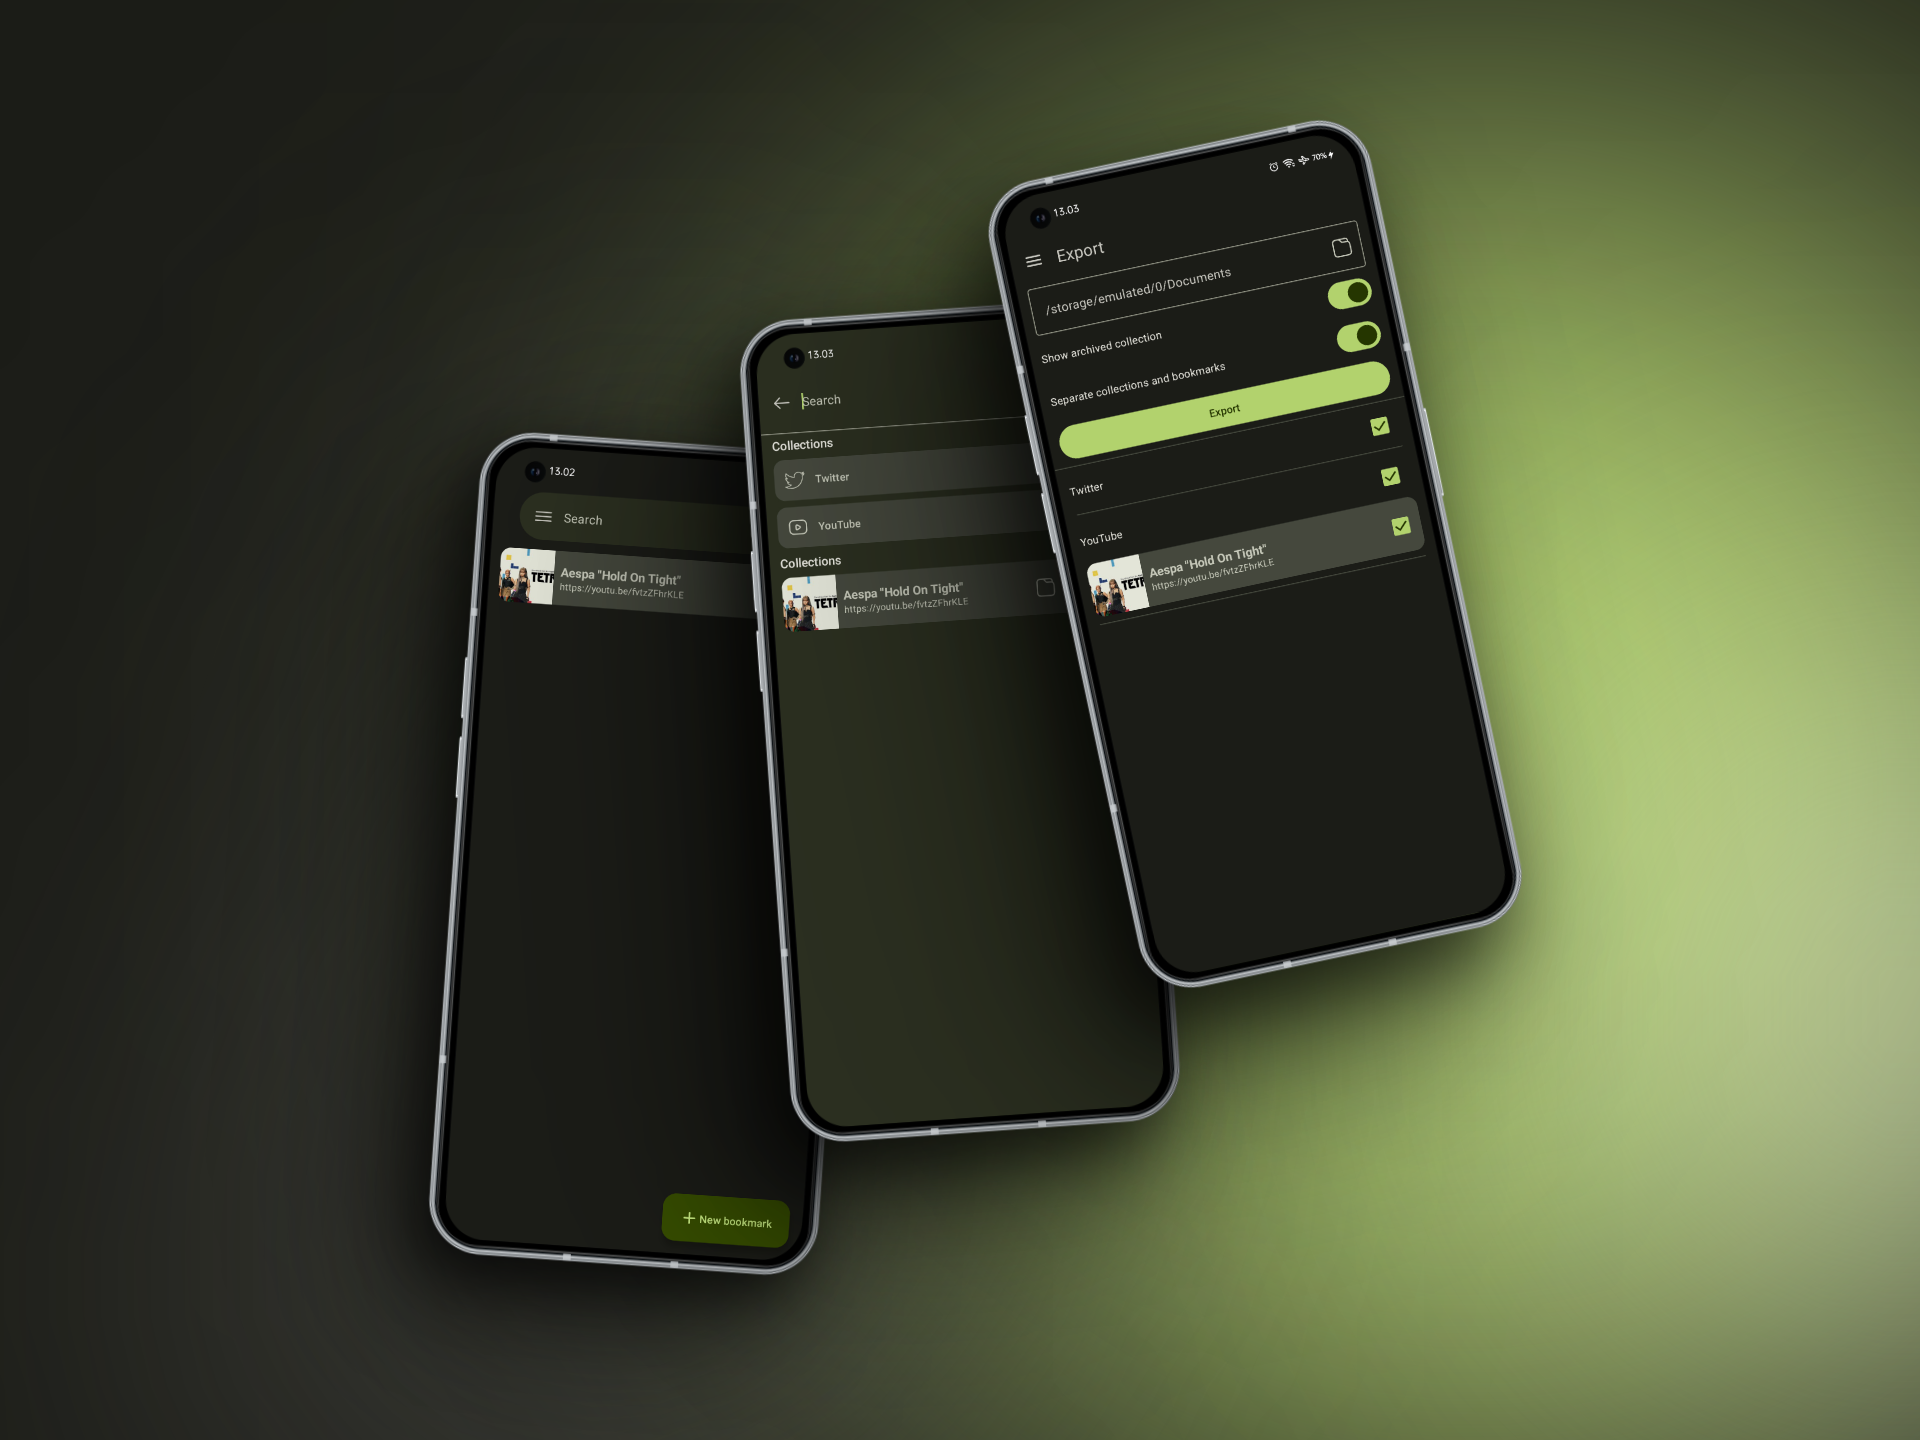 13.02
Search
TETR
Aespa "Hold On Tight"
https://youtu.be/fvtzZFhrKLE
New bookmark
13.03
Search
Collections
Twitter
YouTube
Collections
TETR
Aespa "Hold On Tight"
https://youtu.be/fvtzZFhrKLE
13.03
70%
Export
/storage/emulated/0/Documents
Show archived collection
Separate collections and bookmarks
Export
Twitter
YouTube
TETR
Aespa "Hold On Tight"
https://youtu.be/fvtzZFhrKLE